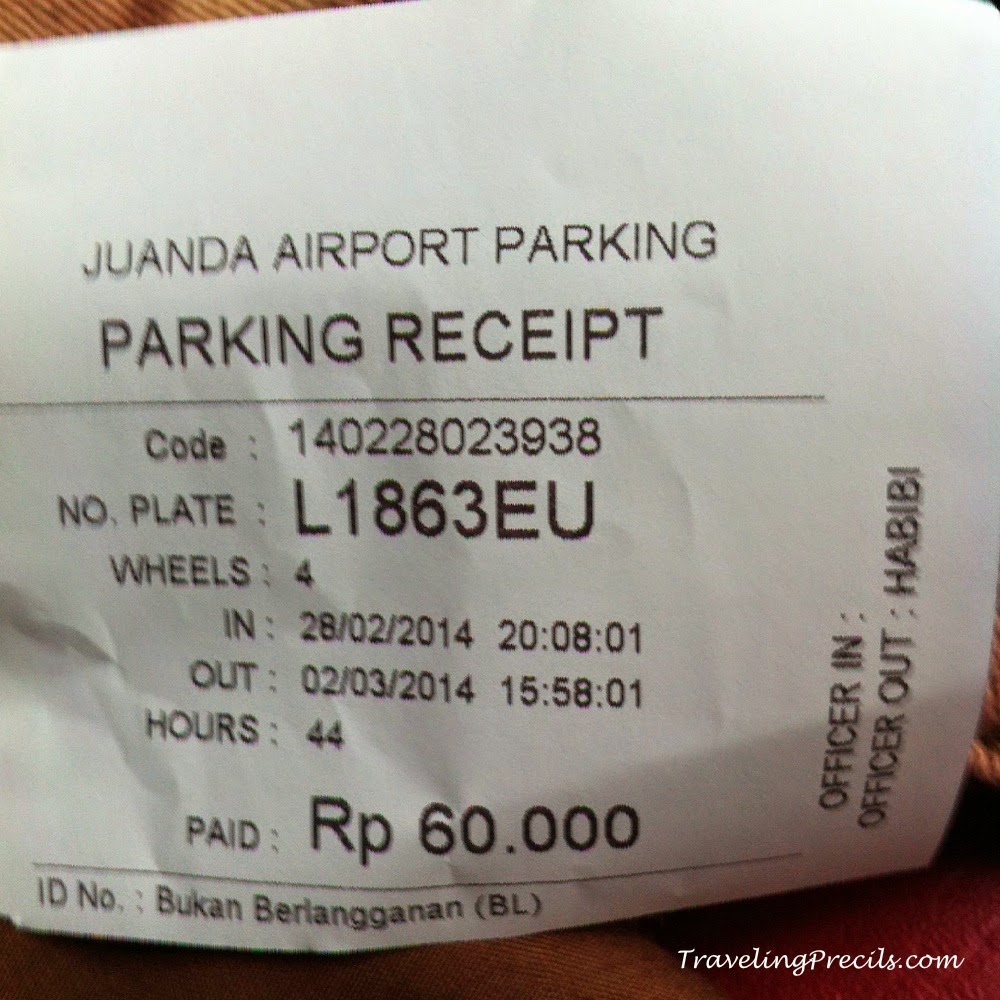 JUANDA AIRPORT PARKING
PARKING RECEIPT
Code : 140228023938
NO. PLATE : L1863EU
WHEELS : 4
IN : 28/02/2014 20:08:01
OUT : 02/03/2014 15:58:01
HOURS : 44
PAID : Rp 60.000
ID No. : Bukan Berlangganan (BL)
OFFICER IN :
OFFICER OUT : HABIBI
TravelingPrecils.com